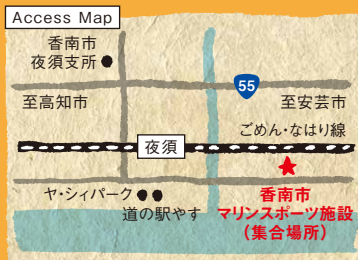 Access Map
香南市
夜須支所
55
至高知市
至安芸市
ごめん・なはり線
夜須
ヤ・シィパーク
道の駅やす
香南市
マリンスポーツ施設
(集合場所)